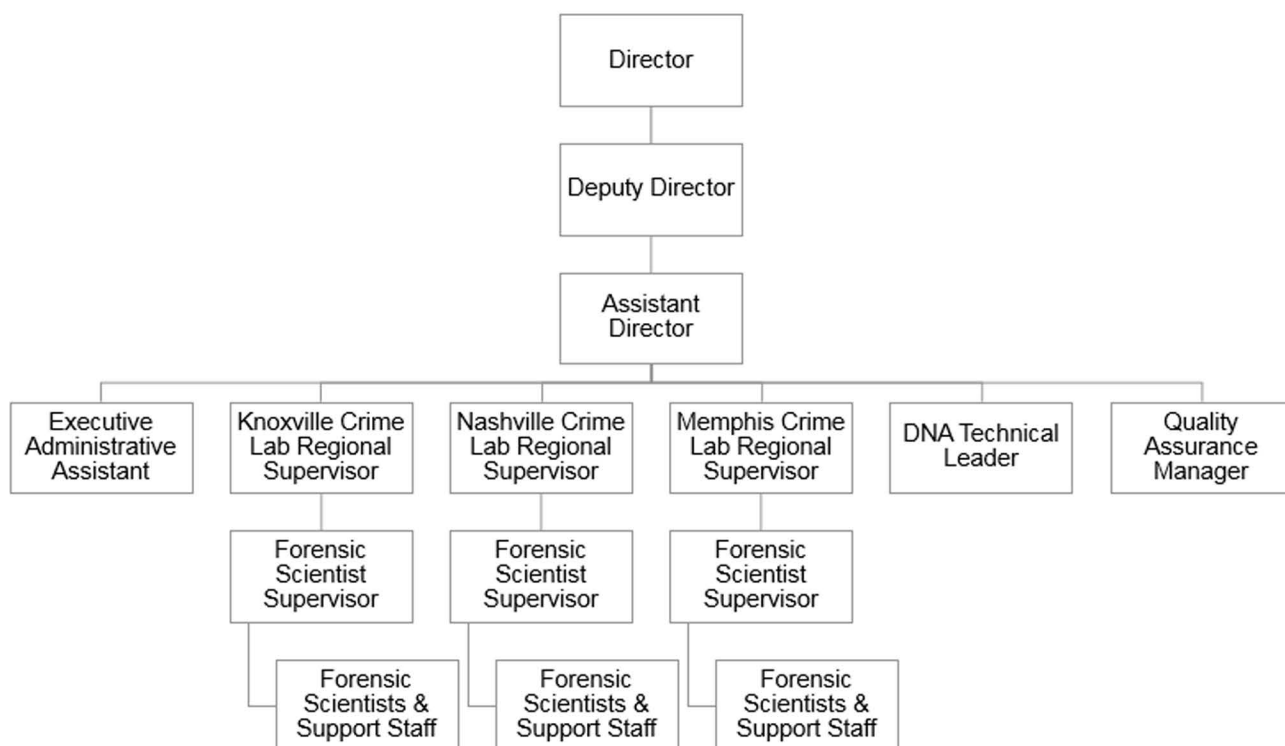 Director
Deputy Director
Assistant
Director
Executive
Administrative
Assistant
Knoxville Crime
Lab Regional
Supervisor
Nashville Crime
Lab Regional
Supervisor
Memphis Crime
Lab Regional
Supervisor
DNA Technical
Leader
Quality
Assurance
Manager
Forensic
Scientist
Supervisor
Forensic
Scientist
Supervisor
Forensic
Scientist
Supervisor
Forensic
Scientists &
Support Staff
Forensic
Scientists &
Support Staff
Forensic
Scientists &
Support Staff